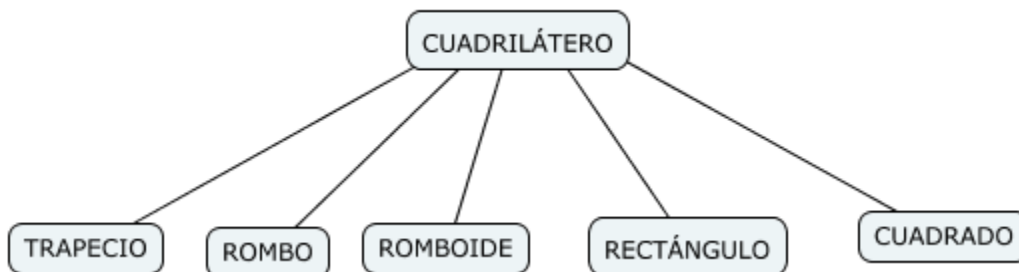 CUADRILÁTERO
TRAPECIO
ROMBO
ROMBOIDE
RECTÁNGULO
CUADRADO